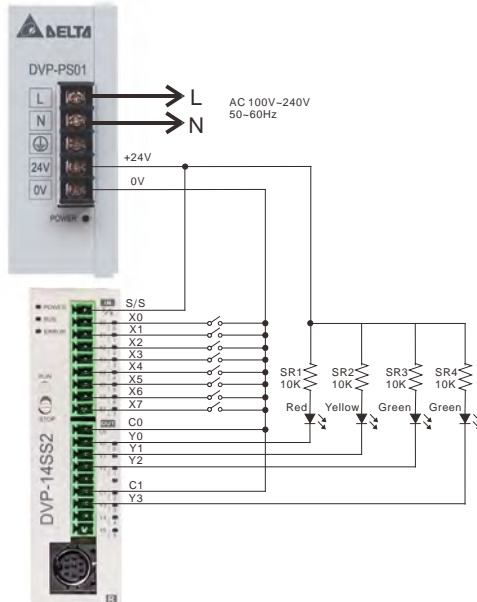 DELTA
DVP-PS01
L
N
24V
0V
POWER
L
N
AC 100V~240V
50~60Hz
+24V
0V
POWER
RUN
ERROR
RUN
STOP
DVP-14SS2
IN
OUT
S/S
X0
X1
X2
X3
X4
X5
X6
X7
C0
Y0
Y1
Y2
C1
Y3
SR1
10K
SR2
10K
SR3
10K
SR4
10K
Red
Yellow
Green
Green